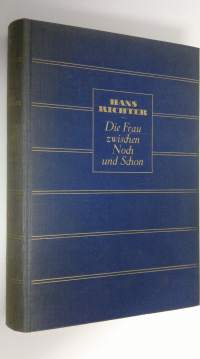 HANS
RICHTER
Die Frau
zwischen
Noch
und Schon